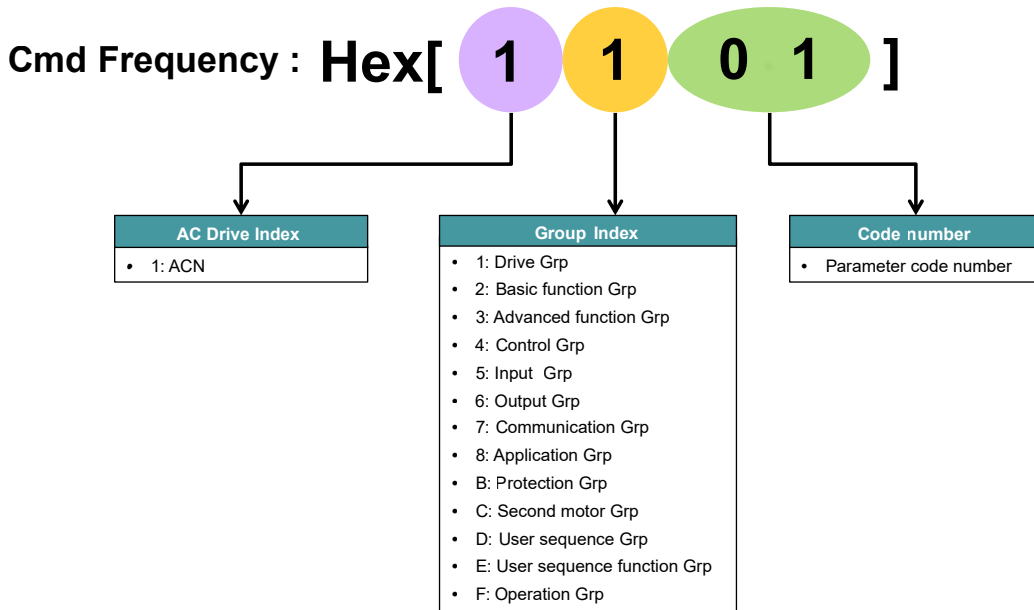 Cmd Frequency : Hex[ 1 1 0 1 ]
AC Drive Index
• 1: ACN
Group Index
• 1: Drive Grp
• 2: Basic function Grp
• 3: Advanced function Grp
• 4: Control Grp
• 5: Input Grp
• 6: Output Grp
• 7: Communication Grp
• 8: Application Grp
• B: Protection Grp
• C: Second motor Grp
• D: User sequence Grp
• E: User sequence function Grp
• F: Operation Grp
Code number
• Parameter code number